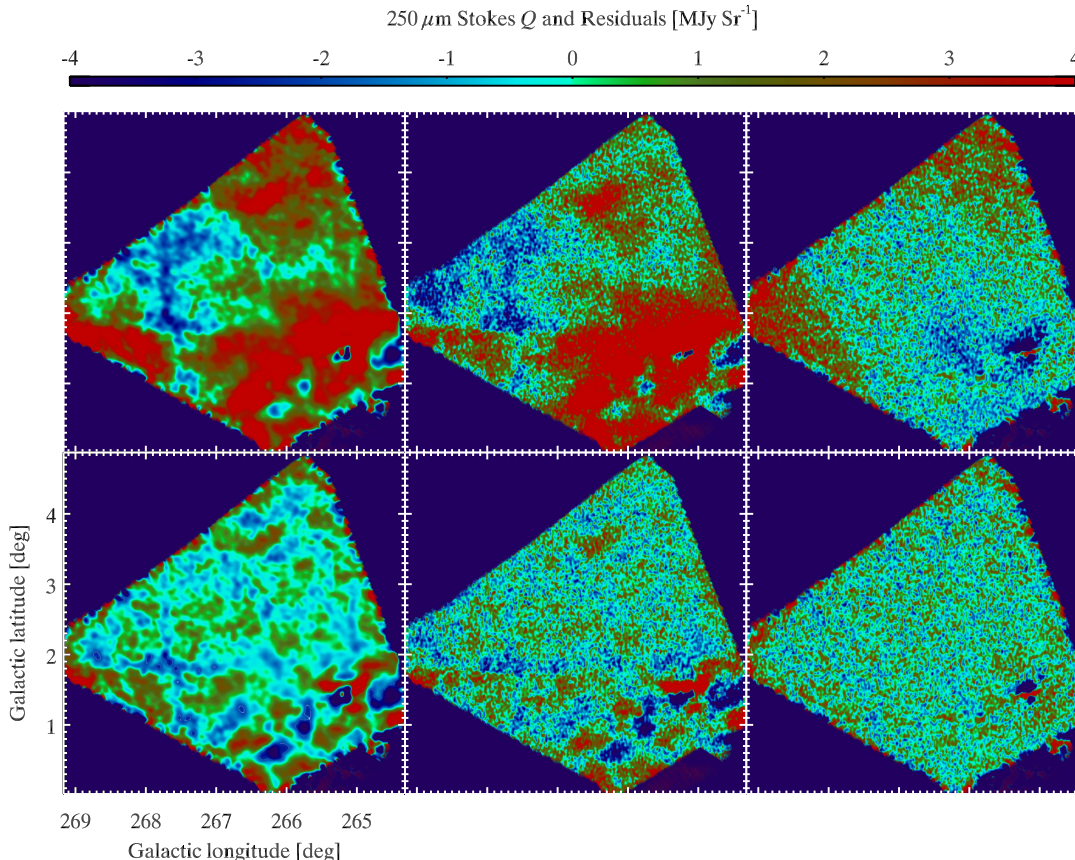 250 μm Stokes Q and Residuals [MJy Sr⁻¹]
-4 -3 -2 -1 0 1 2 3 4
4
3
2
1
Galactic latitude [deg]
269 268 267 266 265
Galactic longitude [deg]